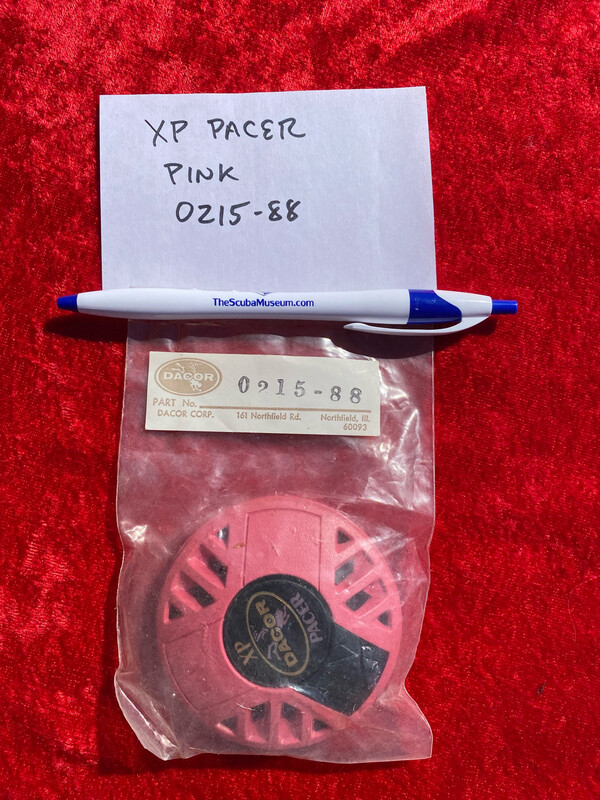 XP PACER
PINK
0215-88
TheScubaMuseum.com
DACOR
0215-88
PART No.
DACOR CORP. 161 Northfield Rd. Northfield, Ill.
60093
XP
DACOR
PACER